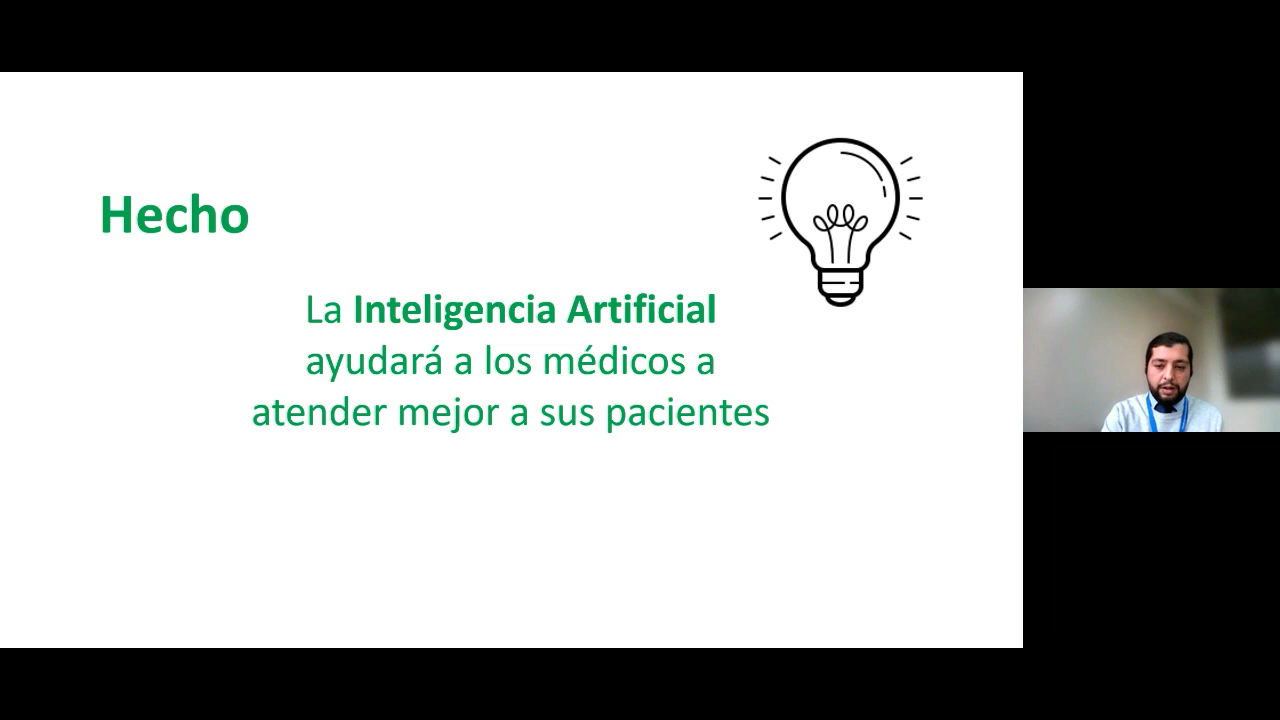 Hecho
La Inteligencia Artificial
ayudará a los médicos a
atender mejor a sus pacientes